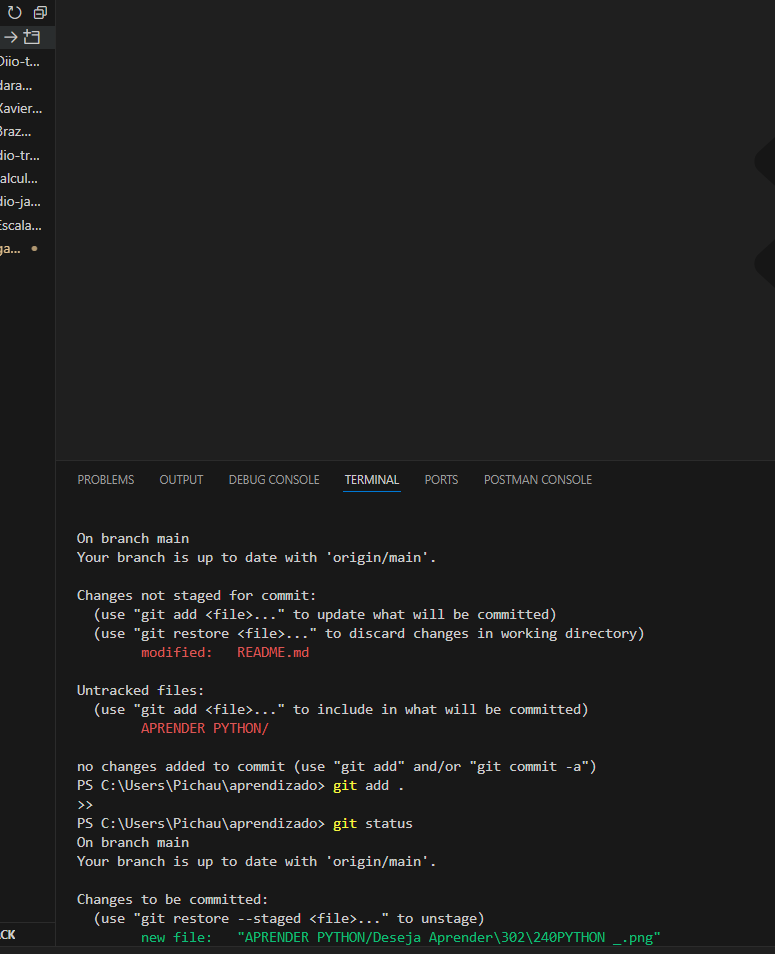 Diio-t...
dara...
Xavier...
Braz...
dio-tr...
alcul...
dio-ja...
Escala...
ga...
PROBLEMS OUTPUT DEBUG CONSOLE TERMINAL PORTS POSTMAN CONSOLE
On branch main
Your branch is up to date with 'origin/main'.
Changes not staged for commit:
(use "git add <file>..." to update what will be committed)
(use "git restore <file>..." to discard changes in working directory)
modified: README.md
Untracked files:
(use "git add <file>..." to include in what will be committed)
APRENDER PYTHON/
no changes added to commit (use "git add" and/or "git commit -a")
PS C:\Users\Pichau\aprendizado> git add .
>>
PS C:\Users\Pichau\aprendizado> git status
On branch main
Your branch is up to date with 'origin/main'.
Changes to be committed:
(use "git restore --staged <file>..." to unstage)
CK
new file: "APRENDER PYTHON/Deseja Aprender\302\240PYTHON _.png"